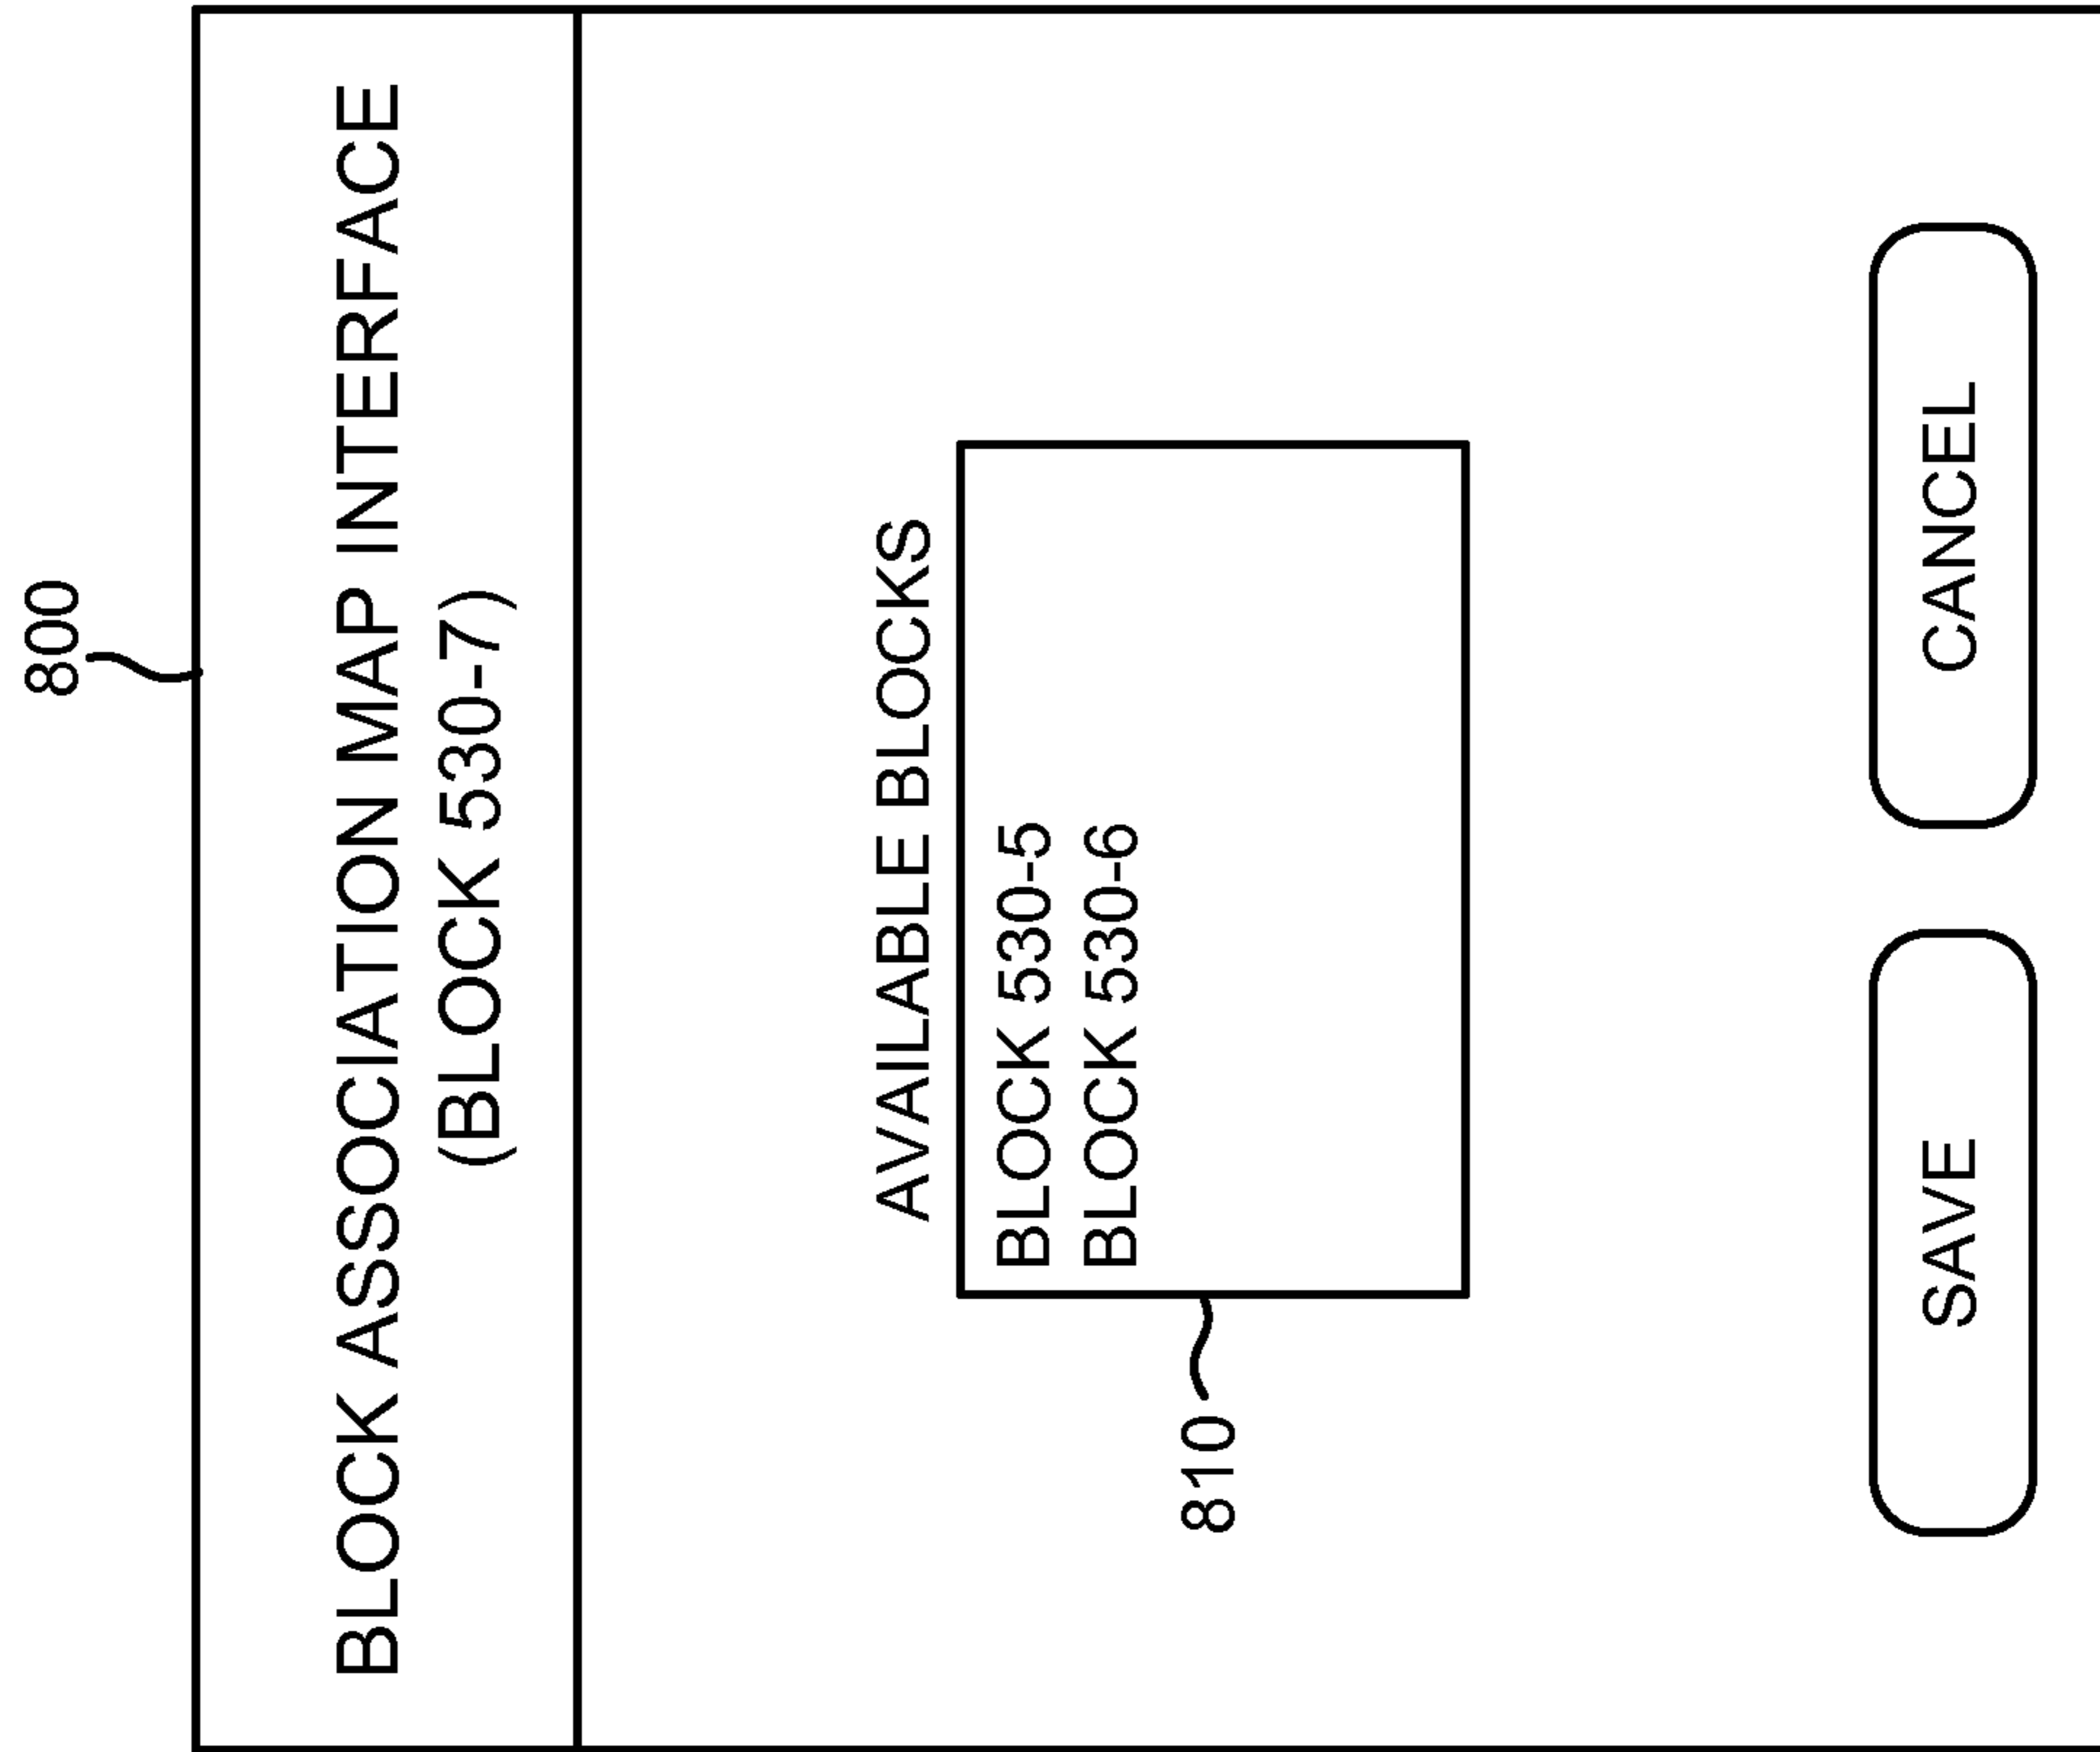 800
BLOCK ASSOCIATION MAP INTERFACE
(BLOCK 530-7)
AVAILABLE BLOCKS
BLOCK 530-5
BLOCK 530-6
810
SAVE
CANCEL